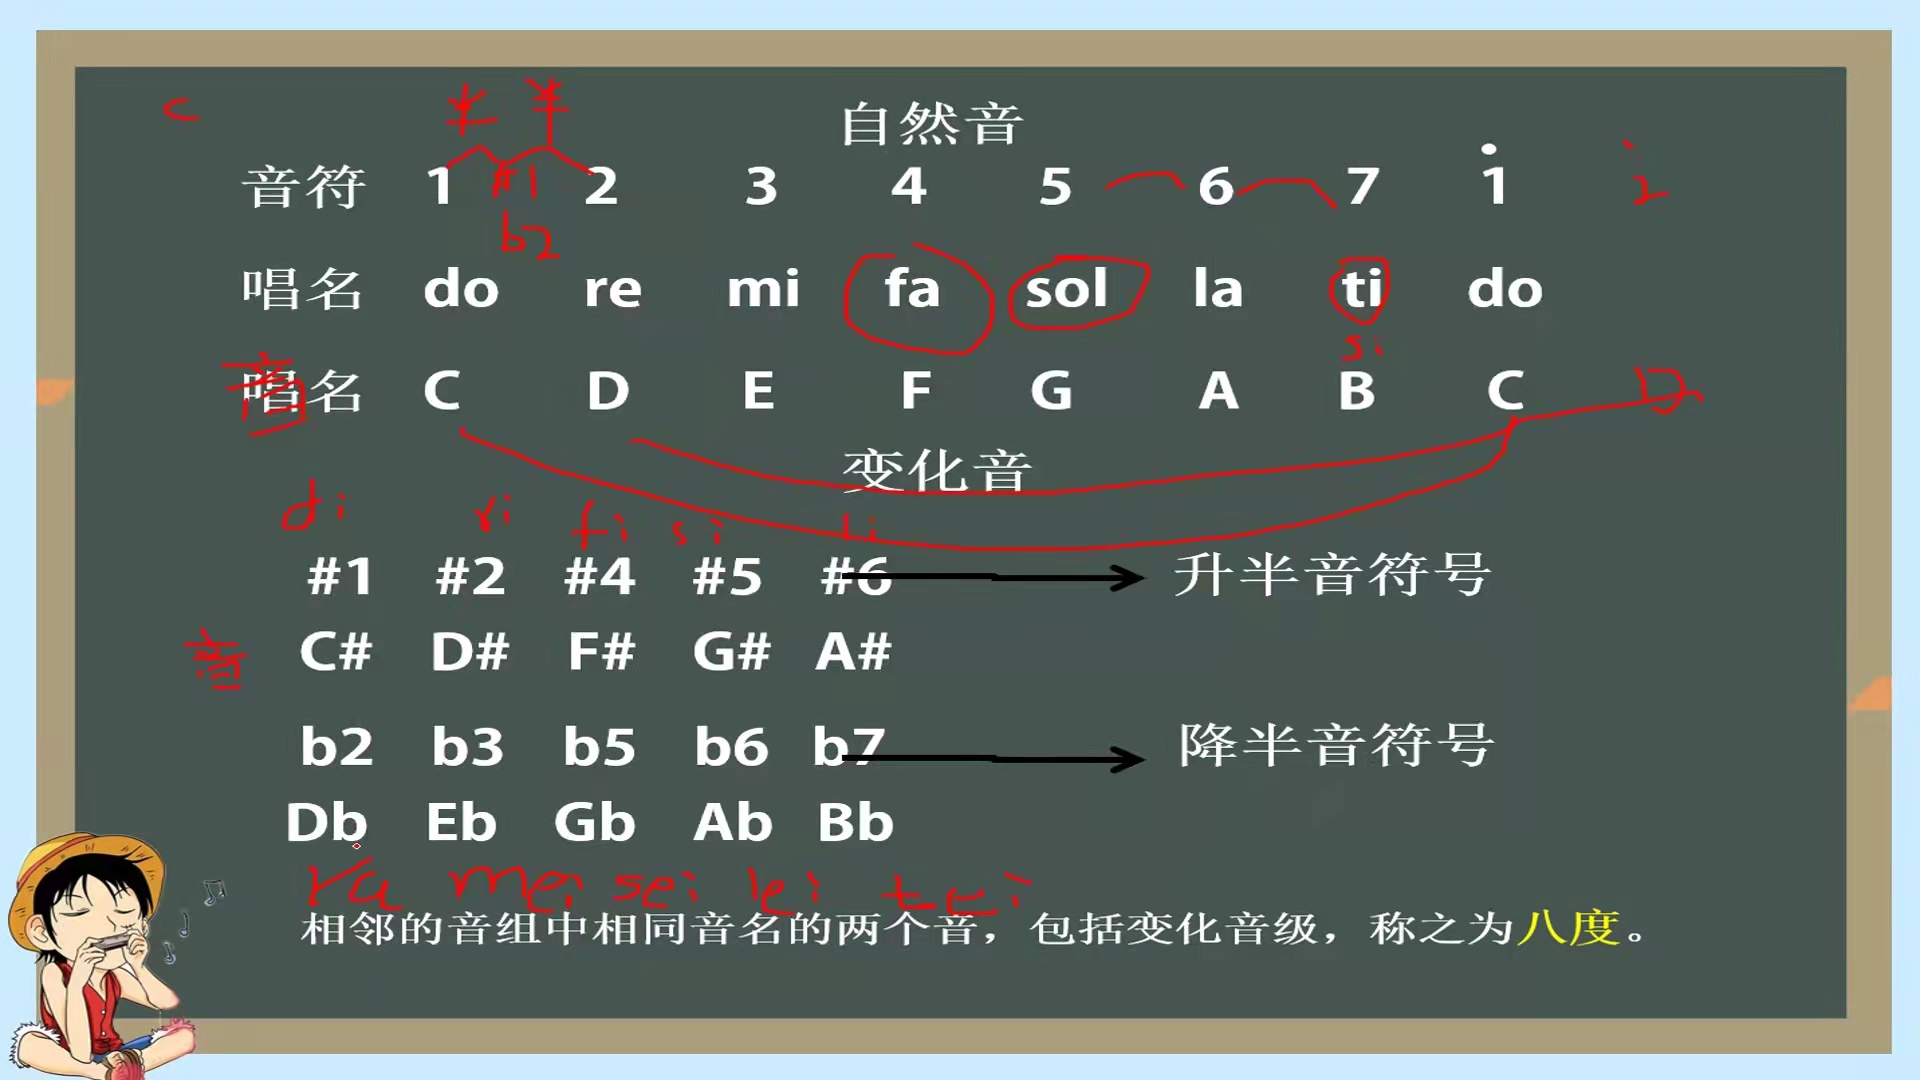 自然音
C 半 半
音符 1 #1 2 3 4 5 6 7 1 2
b2
唱名 do re mi fa sol la ti do
si
唱名 音 C D E F G A B C D
变化音
di ri fi si li
#1 #2 #4 #5 #6 升半音符号
音 C# D# F# G# A#
b2 b3 b5 b6 b7 降半音符号
Db Eb Gb Ab Bb
ra mei sei lei tei
相邻的音组中相同音名的两个音，包括变化音级，称之为八度。